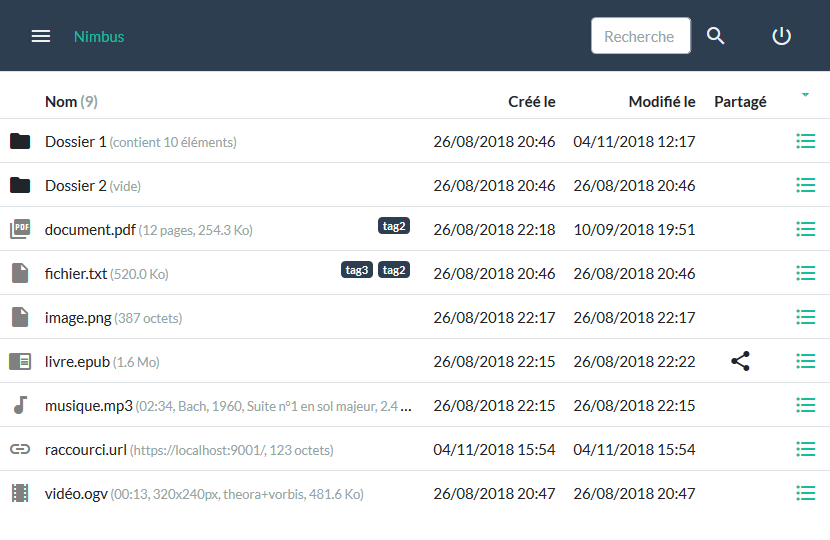 Nimbus Recherche
Nom (9) Créé le Modifié le Partagé
Dossier 1 (contient 10 éléments) 26/08/2018 20:46 04/11/2018 12:17
Dossier 2 (vide) 26/08/2018 20:46 26/08/2018 20:46
PDF document.pdf (12 pages, 254.3 Ko) tag2 26/08/2018 22:18 10/09/2018 19:51
fichier.txt (520.0 Ko) tag3 tag2 26/08/2018 20:46 26/08/2018 20:46
image.png (387 octets) 26/08/2018 22:17 26/08/2018 22:17
livre.epub (1.6 Mo) 26/08/2018 22:15 26/08/2018 22:22
musique.mp3 (02:34, Bach, 1960, Suite n°1 en sol majeur, 2.4 ... 26/08/2018 22:15 26/08/2018 22:15
raccourci.url (https://localhost:9001/, 123 octets) 04/11/2018 15:54 04/11/2018 15:54
vidéo.ogv (00:13, 320x240px, theora+vorbis, 481.6 Ko) 26/08/2018 20:47 26/08/2018 20:47